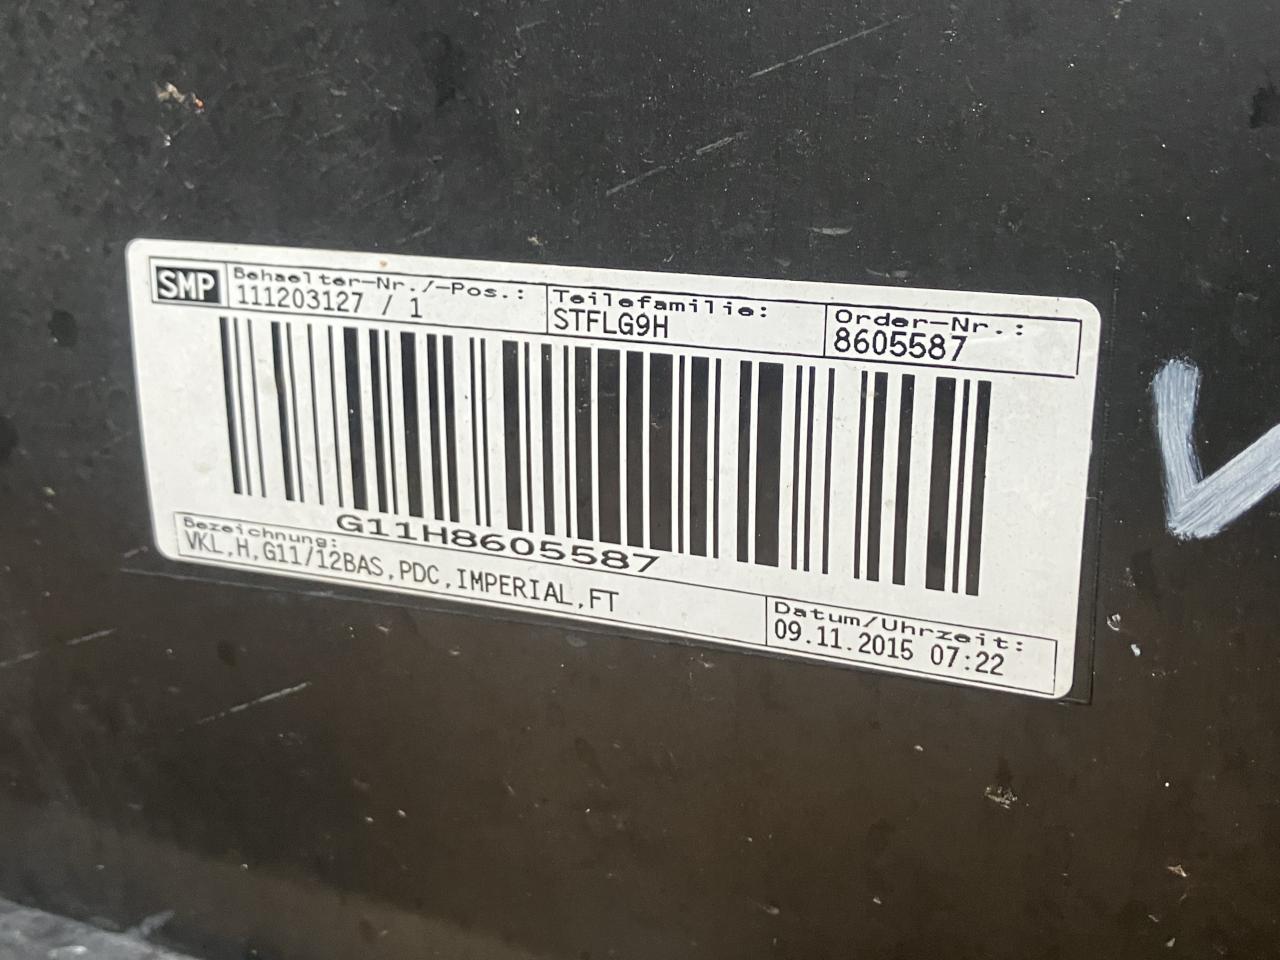 SMP
Behaelter-Nr./-Pos.:
111203127 / 1
Teilefamilie:
STFLG9H
Order-Nr.:
8605587
G11H8605587
Bezeichnung:
VKL,H,G11/12BAS,PDC,IMPERIAL,FT
Datum/Uhrzeit:
09.11.2015 07:22